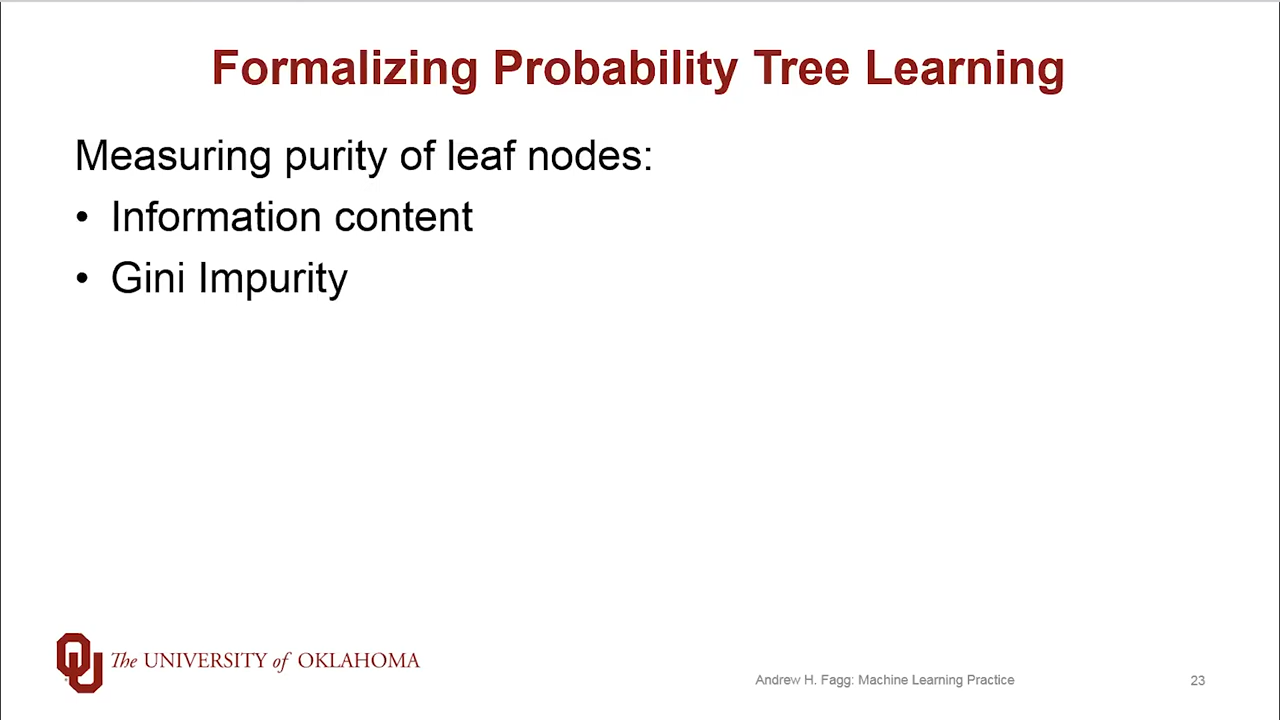 Formalizing Probability Tree Learning
Measuring purity of leaf nodes:
• Information content
• Gini Impurity
The UNIVERSITY of OKLAHOMA
Andrew H. Fagg: Machine Learning Practice
23